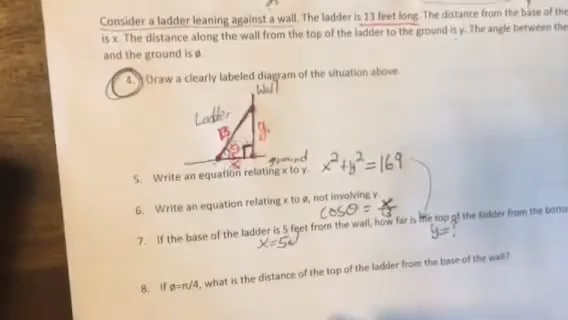 Consider a ladder leaning against a wall. The ladder is 13 feet long. The distance from the base of the
is x. The distance along the wall from the top of the ladder to the ground is y. The angle between the
and the ground is ø.
4. Draw a clearly labeled diagram of the situation above.
Wall
Ladder
13
y
θ
x
ground
5. Write an equation relating x to y. x²+y²=169
6. Write an equation relating x to ø, not involving y.
cosθ = x/13
7. If the base of the ladder is 5 feet from the wall, how far is the top of the ladder from the
x=5 y=?
8. If ø=π/4, what is the distance of the top of the ladder from the base of the wall?